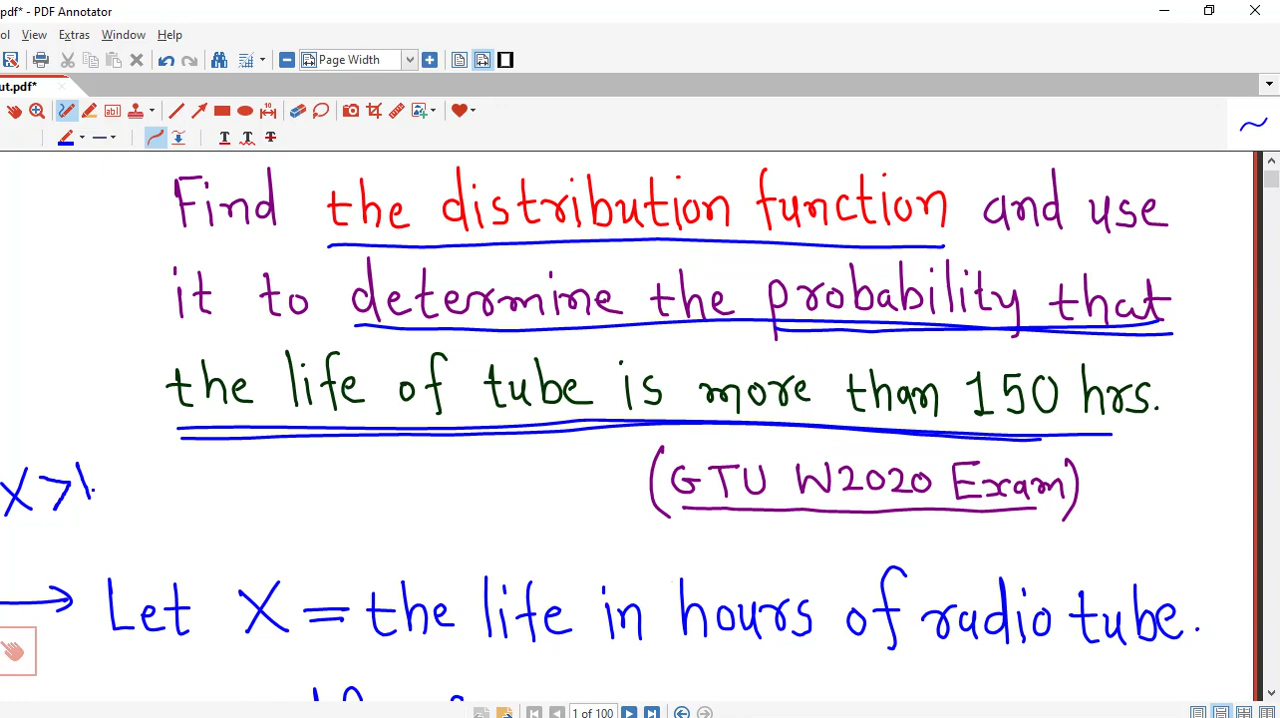 .pdf* - PDF Annotator
ol View Extras Window Help
Page Width
ut.pdf*
Find the distribution function and use
it to determine the probability that
the life of tube is more than 150 hrs.
X >
(GTU W2020 Exam)
→ Let X = the life in hours of radio tube.
1 of 100